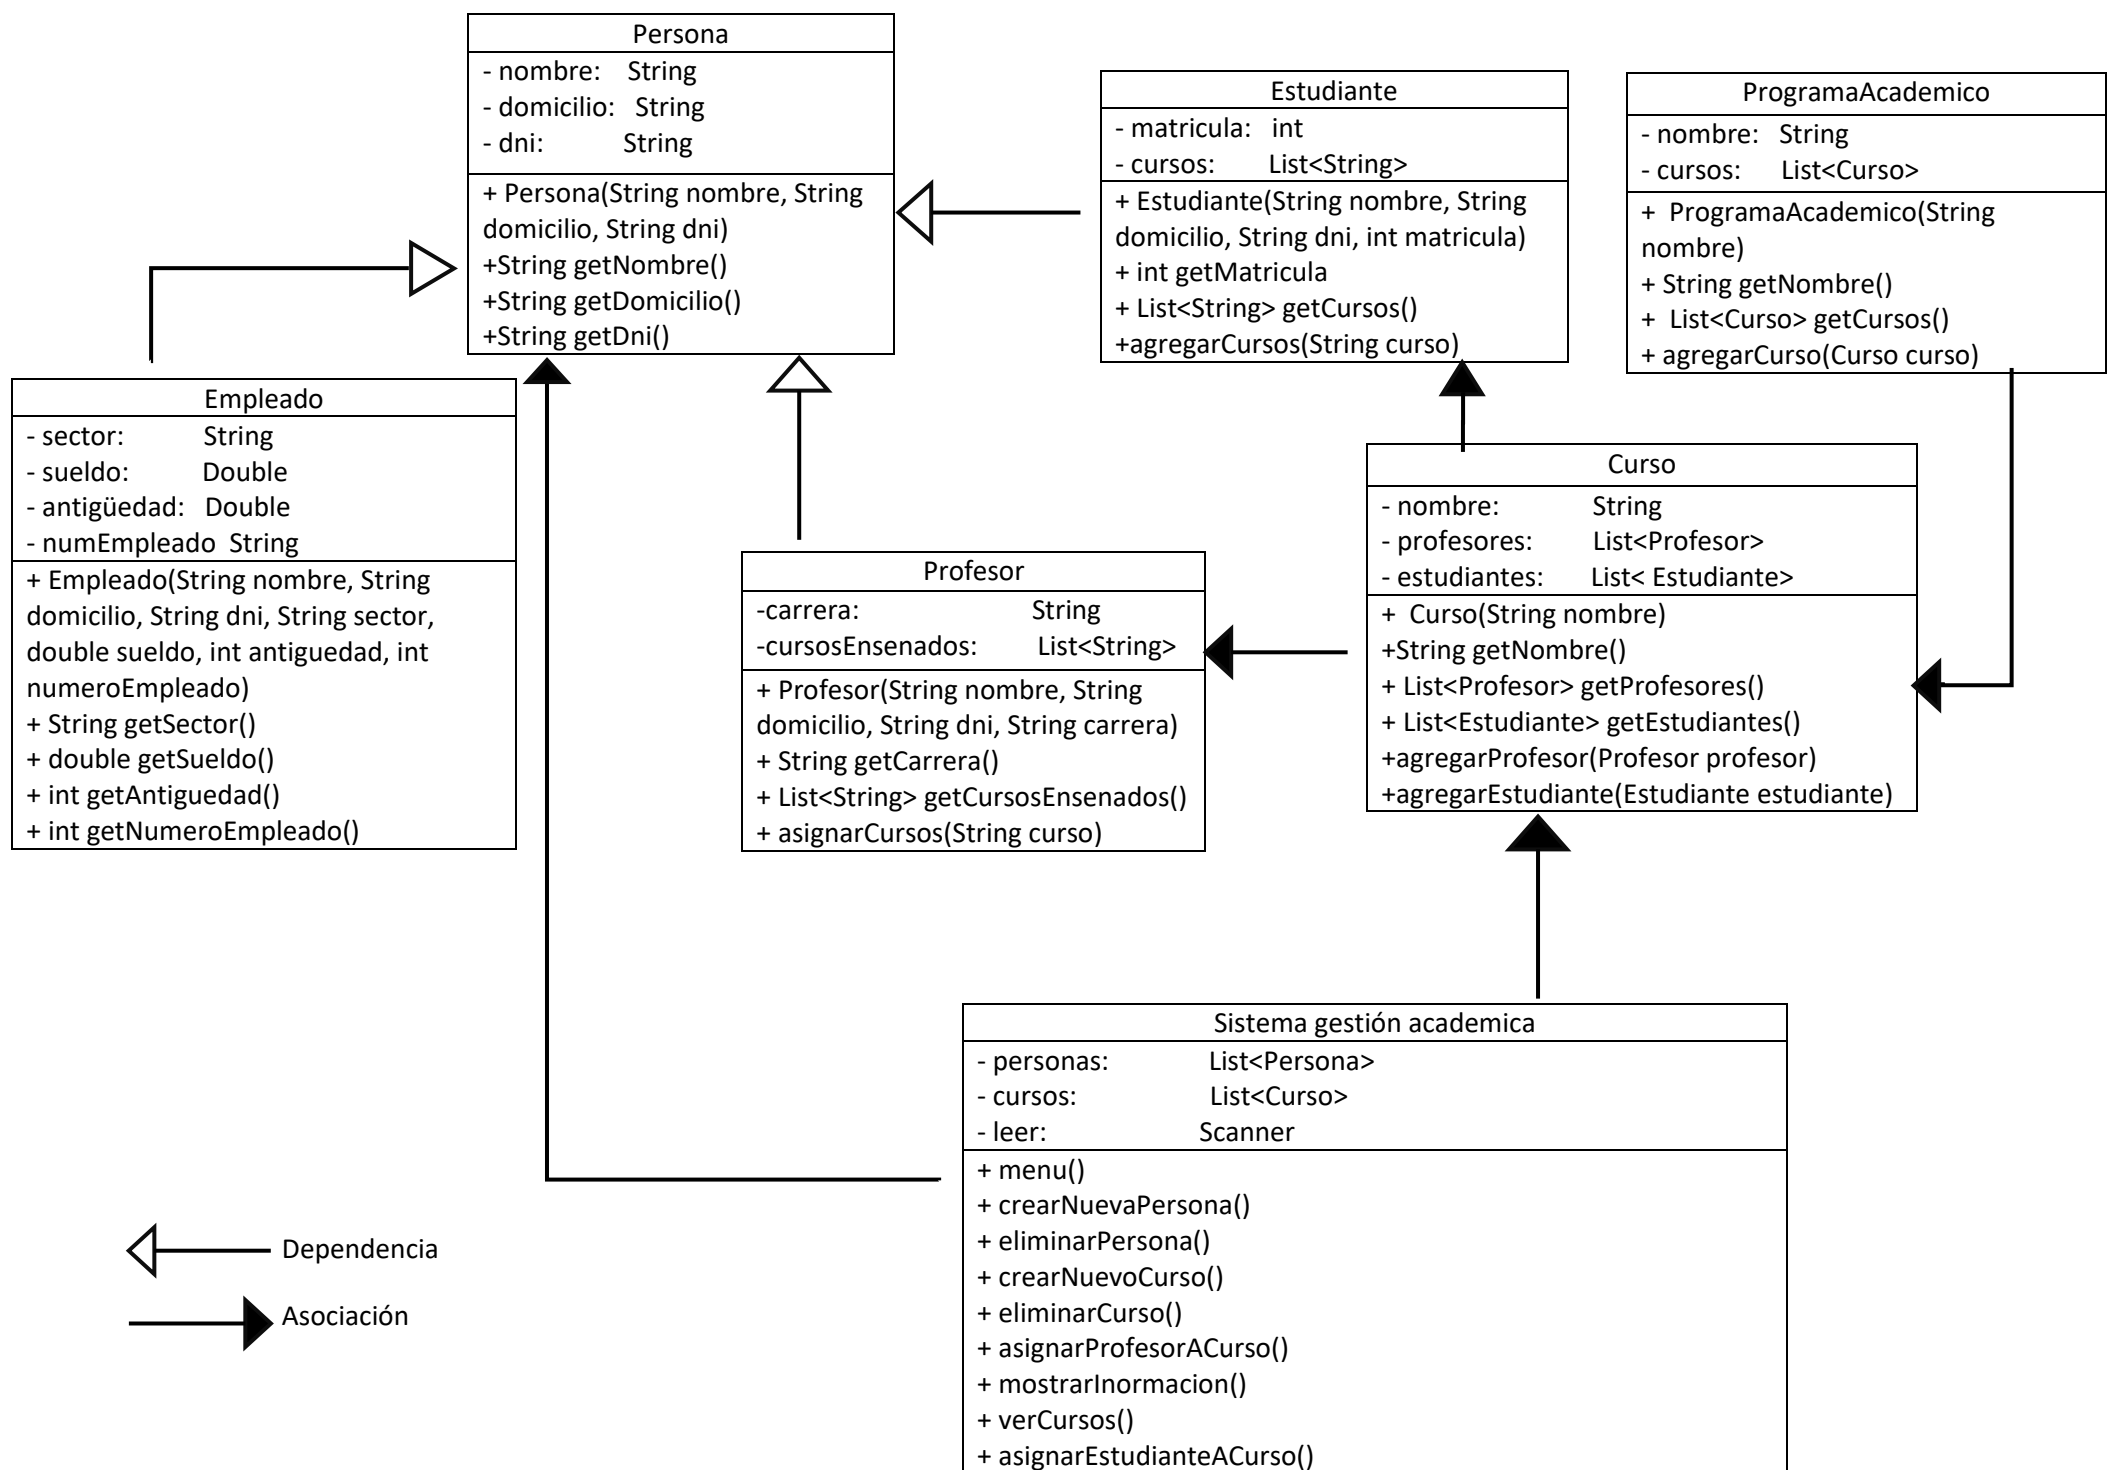 Persona
- nombre: String
- domicilio: String
- dni: String
+ Persona(String nombre, String
domicilio, String dni)
+String getNombre()
+String getDomicilio()
+String getDni()
Estudiante
- matricula: int
- cursos: List<String>
+ Estudiante(String nombre, String
domicilio, String dni, int matricula)
+ int getMatricula
+ List<String> getCursos()
+agregarCursos(String curso)
ProgramaAcademico
- nombre: String
- cursos: List<Curso>
+ ProgramaAcademico(String
nombre)
+ String getNombre()
+ List<Curso> getCursos()
+ agregarCurso(Curso curso)
Empleado
- sector: String
- sueldo: Double
- antigüedad: Double
- numEmpleado String
+ Empleado(String nombre, String
domicilio, String dni, String sector,
double sueldo, int antiguedad, int
numeroEmpleado)
+ String getSector()
+ double getSueldo()
+ int getAntiguedad()
+ int getNumeroEmpleado()
Profesor
-carrera: String
-cursosEnsenados: List<String>
+ Profesor(String nombre, String
domicilio, String dni, String carrera)
+ String getCarrera()
+ List<String> getCursosEnsenados()
+ asignarCursos(String curso)
Curso
- nombre: String
- profesores: List<Profesor>
- estudiantes: List< Estudiante>
+ Curso(String nombre)
+String getNombre()
+ List<Profesor> getProfesores()
+ List<Estudiante> getEstudiantes()
+agregarProfesor(Profesor profesor)
+agregarEstudiante(Estudiante estudiante)
Sistema gestión academica
- personas: List<Persona>
- cursos: List<Curso>
- leer: Scanner
+ menu()
+ crearNuevaPersona()
+ eliminarPersona()
+ crearNuevoCurso()
+ eliminarCurso()
+ asignarProfesorACurso()
+ mostrarInormacion()
+ verCursos()
+ asignarEstudianteACurso()
Dependencia
Asociación